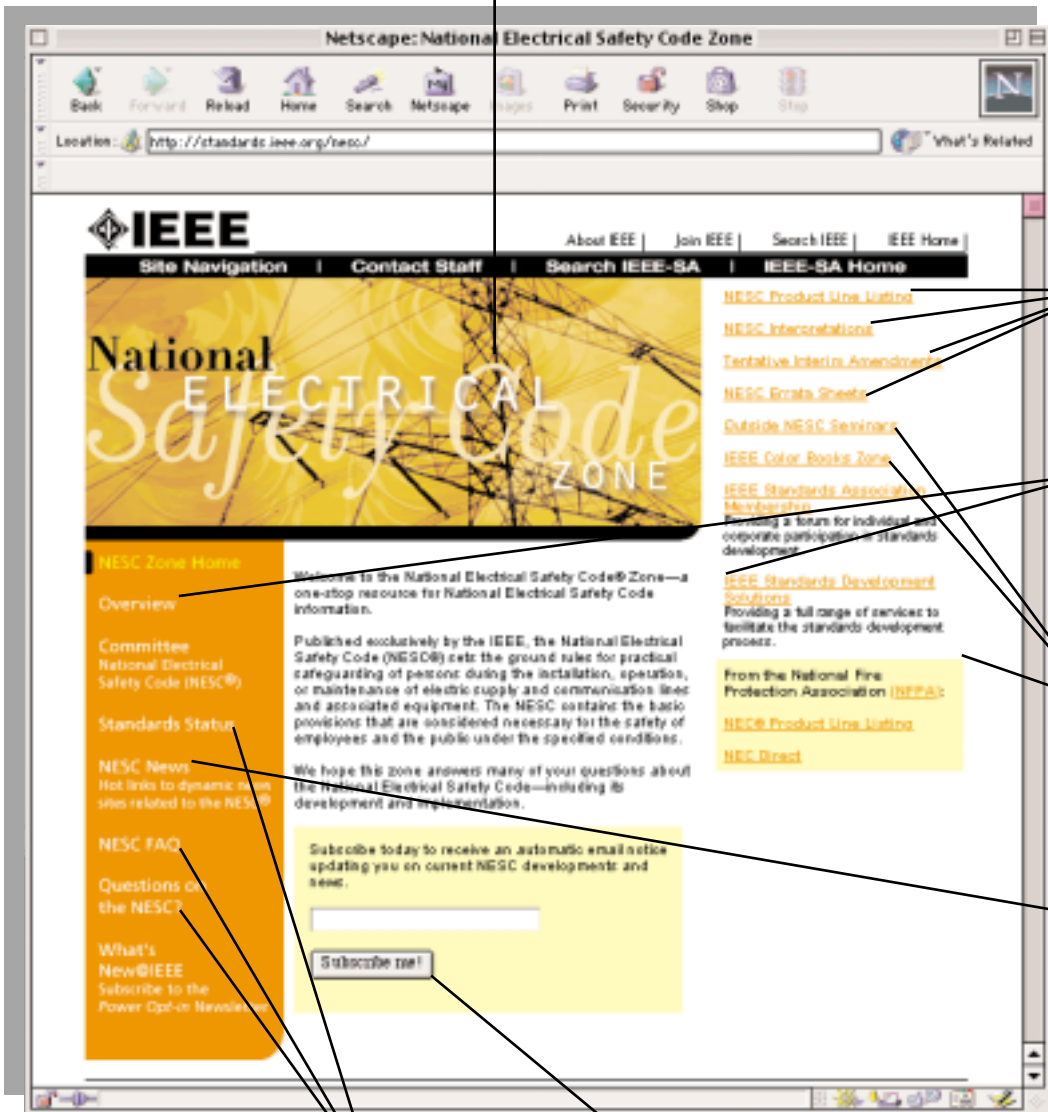 Netscape: National Electrical Safety Code Zone
Back Forward Reload Home Search Netscape Images Print Security Shop Stop
N
Location: http://standards.ieee.org/nesc/ What's Related
IEEE
About IEEE | Join IEEE | Search IEEE | IEEE Home |
Site Navigation | Contact Staff | Search IEEE-SA | IEEE-SA Home
National
ELECTRICAL
Safety Code
ZONE
NESC Product Line Listing
NESC Interpretations
Tentative Interim Amendments
NESC Errata Sheets
Outside NESC Seminars
IEEE Color Books Zone
IEEE Standards Association
Membership
Providing a forum for individual and
corporate participation in standards
development.
IEEE Standards Development
Solutions
Providing a full range of services to
facilitate the standards development
process.
From the National Fire
Protection Association (NFPA):
NEC® Product Line Listing
NEC Direct
NESC Zone Home
Overview
Committee
National Electrical
Safety Code (NESC®)
Standards Status
NESC News
Hot links to dynamic news
sites related to the NESC®
NESC FAQ
Questions on
the NESC?
What's
New@IEEE
Subscribe to the
Power Opt-in Newsletter
Welcome to the National Electrical Safety Code® Zone—a
one-stop resource for National Electrical Safety Code
information.
Published exclusively by the IEEE, the National Electrical
Safety Code (NESC®) sets the ground rules for practical
safeguarding of persons during the installation, operation,
or maintenance of electric supply and communication lines
and associated equipment. The NESC contains the basic
provisions that are considered necessary for the safety of
employees and the public under the specified conditions.
We hope this zone answers many of your questions about
the National Electrical Safety Code—including its
development and implementation.
Subscribe today to receive an automatic email notice
updating you on current NESC developments and
news.
Subscribe me!